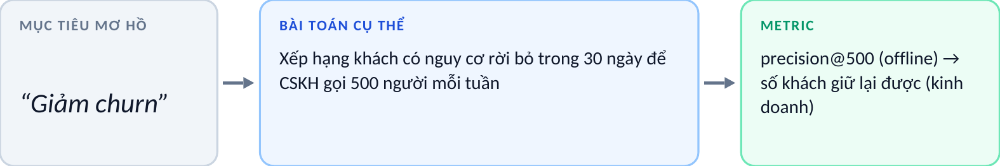 MỤC TIÊU MƠ HỒ
“Giảm churn”
BÀI TOÁN CỤ THỂ
Xếp hạng khách có nguy cơ rời bỏ trong 30 ngày để
CSKH gọi 500 người mỗi tuần
METRIC
precision@500 (offline) →
số khách giữ lại được (kinh
doanh)